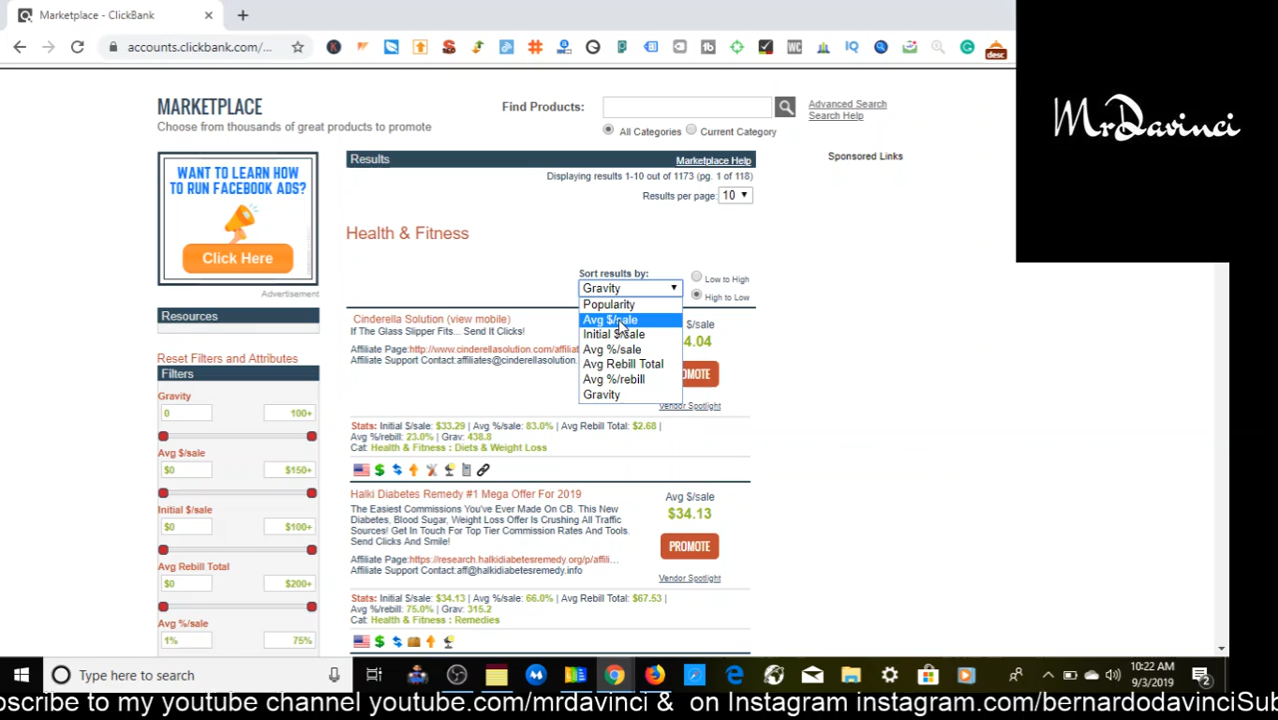 Marketplace - ClickBank
accounts.clickbank.com/...
desc
MrDavinci
MARKETPLACE
Choose from thousands of great products to promote
Find Products:
Advanced Search
Search Help
All Categories
Current Category
WANT TO LEARN HOW
TO RUN FACEBOOK ADS?
Click Here
Advertisement
Results
Marketplace Help
Displaying results 1-10 out of 1173 (pg. 1 of 118)
Results per page: 10
Sponsored Links
Health & Fitness
Sort results by:
Gravity
Low to High
High to Low
Popularity
Avg $/sale
Initial $/sale
Avg %/sale
Avg Rebill Total
Avg %/rebill
Gravity
Resources
Reset Filters and Attributes
Filters
Gravity
0 100+
Avg $/sale
$0 $150+
Initial $/sale
$0 $100+
Avg Rebill Total
$0 $200+
Avg %/sale
1% 75%
Cinderella Solution (view mobile)
If The Glass Slipper Fits... Send It Clicks!
Affiliate Page:http://www.cinderellasolution.com/affiliat
Affiliate Support Contact:affiliates@cinderellasolution.
$/sale
4.04
OMOTE
Vendor Spotlight
Stats: Initial $/sale: $33.29 | Avg %/sale: 83.0% | Avg Rebill Total: $2.68 |
Avg %/rebill: 23.0% | Grav: 438.8
Cat: Health & Fitness : Diets & Weight Loss
Halki Diabetes Remedy #1 Mega Offer For 2019
The Easiest Commissions You've Ever Made On CB. This New
Diabetes, Blood Sugar, Weight Loss Offer Is Crushing All Traffic
Sources! Get In Touch For Top Tier Commission Rates And Tools.
Send Clicks And Smile!
Affiliate Page:https://research.halkidiabetesremedy.org/p/affili...
Affiliate Support Contact:aff@halkidiabetesremedy.info
Avg $/sale
$34.13
PROMOTE
Vendor Spotlight
Stats: Initial $/sale: $34.13 | Avg %/sale: 66.0% | Avg Rebill Total: $67.53 |
Avg %/rebill: 75.0% | Grav: 315.2
Cat: Health & Fitness : Remedies
Type here to search
10:22 AM
9/3/2019
2
bscribe to my youtube channel youtube.com/mrdavinci & on Instagram instagram.com/bernardodavinciSub